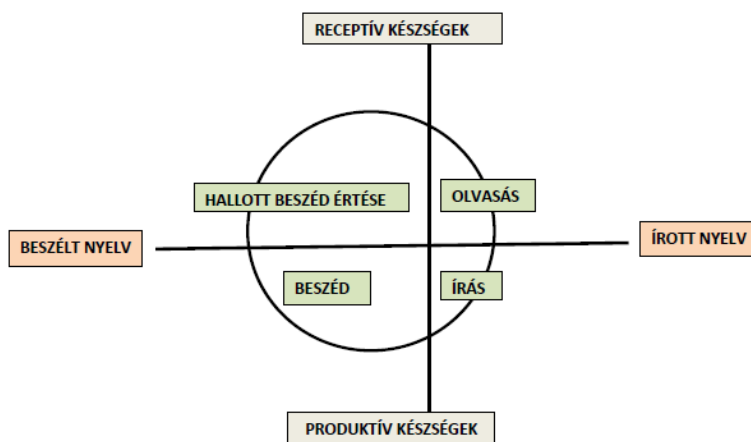 RECEPTÍV KÉSZSÉGEK
HALLOTT BESZÉD ÉRTÉSE
OLVASÁS
BESZÉLT NYELV
ÍROTT NYELV
BESZÉD
ÍRÁS
PRODUKTÍV KÉSZSÉGEK